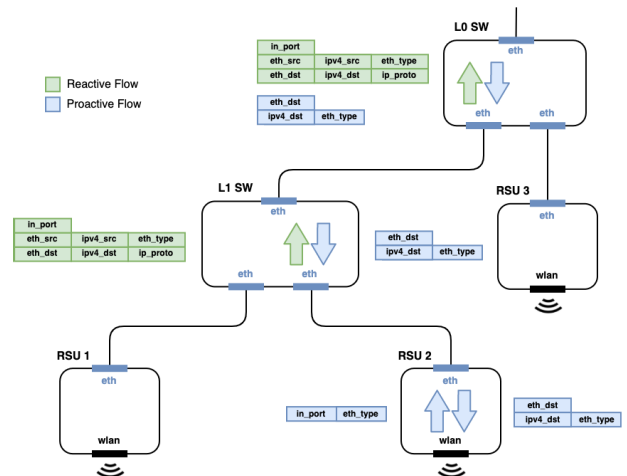 L0 SW
eth
in_port
eth_src ipv4_src eth_type
eth_dst ipv4_dst ip_proto
Reactive Flow
Proactive Flow
eth_dst
ipv4_dst eth_type
eth eth
L1 SW
eth
in_port
eth_src ipv4_src eth_type
eth_dst ipv4_dst ip_proto
eth_dst
ipv4_dst eth_type
eth eth
RSU 3
eth
wlan
RSU 1
eth
wlan
RSU 2
eth
in_port eth_type
eth_dst
ipv4_dst eth_type
wlan